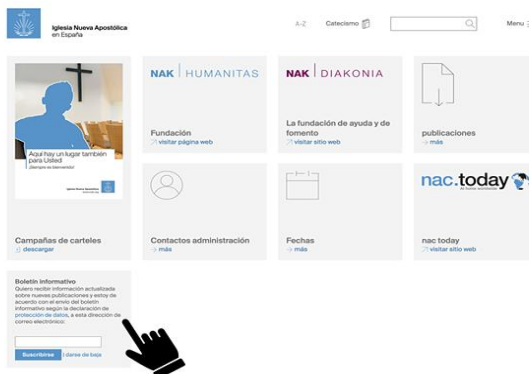 Iglesia Nueva Apostólica
en España
A-Z
Catecismo
Menu
NAK | HUMANITAS
NAK | DIAKONIA
Aquí hay un lugar también
para Usted!
¡Siempre es bienvenido!
Iglesia Nueva Apostólica
Fundación
visitar página web
La fundación de ayuda y de
fomento
visitar sitio web
publicaciones
→ más
nac.today
Campañas de carteles
descargar
Contactos administración
→ más
Fechas
→ más
nac today
visitar sitio web
Boletín informativo
Quiero recibir información actualizada
sobre nuevas publicaciones y estoy de
acuerdo con el envío del boletín
informativo según la declaración de
protección de datos, a esta dirección de
correo electrónico:
Suscribirse | darse de baja